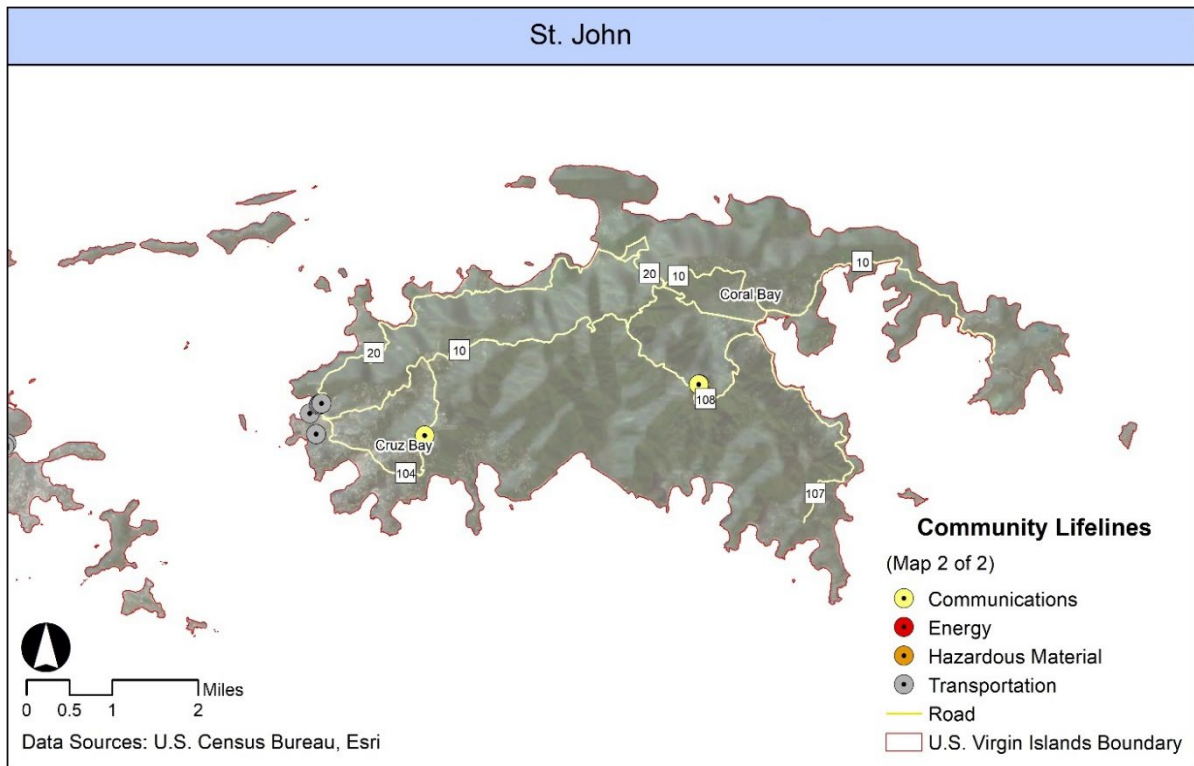 St. John
20
10
10
Coral Bay
20
10
108
Cruz Bay
104
107
Community Lifelines
(Map 2 of 2)
Communications
Energy
Hazardous Material
Transportation
Road
U.S. Virgin Islands Boundary
Miles
0 0.5 1 2
Data Sources: U.S. Census Bureau, Esri